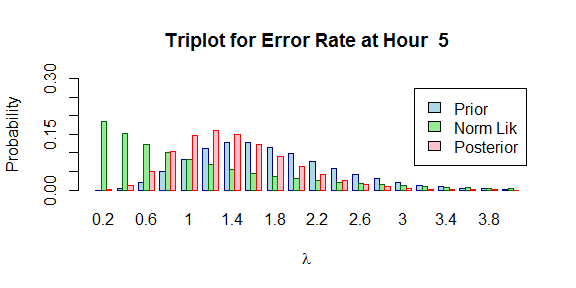 Triplot for Error Rate at Hour 5
Probability
0.30
0.15
0.00
Prior
Norm Lik
Posterior
0.2 0.6 1 1.4 1.8 2.2 2.6 3 3.4 3.8
λ